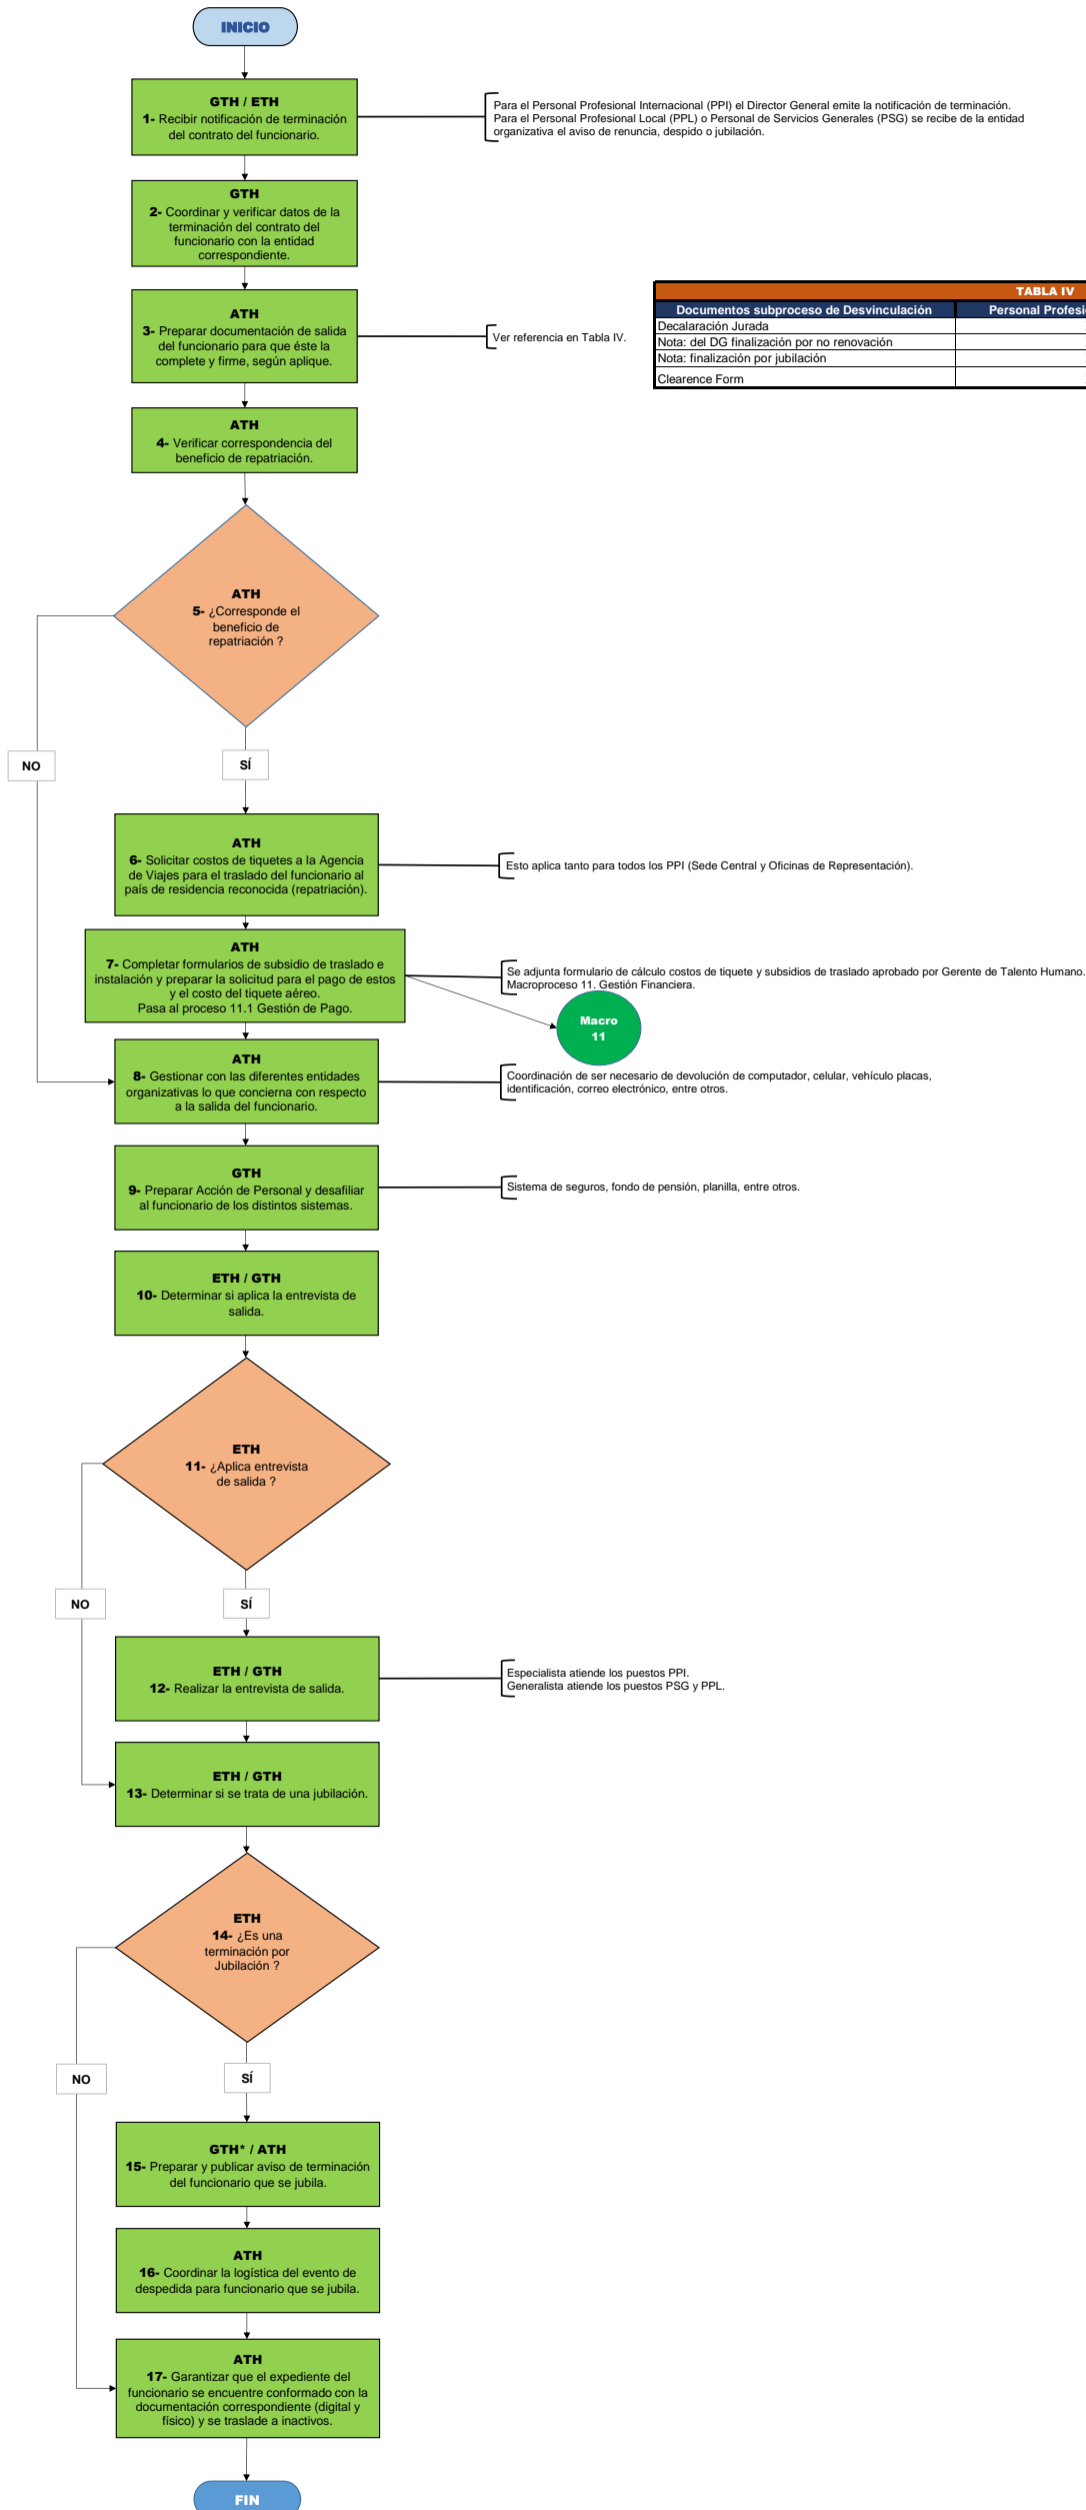 INICIO
GTH / ETH
1- Recibir notificación de terminación
del contrato del funcionario.
Para el Personal Profesional Internacional (PPI) el Director General emite la notificación de terminación.
Para el Personal Profesional Local (PPL) o Personal de Servicios Generales (PSG) se recibe de la entidad
organizativa el aviso de renuncia, despido o jubilación.
GTH
2- Coordinar y verificar datos de la
terminación del contrato del
funcionario con la entidad
correspondiente.
ATH
3- Preparar documentación de salida
del funcionario para que éste la
complete y firme, según aplique.
Ver referencia en Tabla IV.
TABLA IV
Documentos subproceso de Desvinculación
Personal Profesi
Decalaración Jurada
Nota: del DG finalización por no renovación
Nota: finalización por jubilación
Clearence Form
ATH
4- Verificar correspondencia del
beneficio de repatriación.
ATH
5- ¿Corresponde el
beneficio de
repatriación ?
NO
SÍ
ATH
6- Solicitar costos de tiquetes a la Agencia
de Viajes para el traslado del funcionario al
país de residencia reconocida (repatriación).
Esto aplica tanto para todos los PPI (Sede Central y Oficinas de Representación).
ATH
7- Completar formularios de subsidio de traslado e
instalación y preparar la solicitud para el pago de estos
y el costo del tiquete aéreo.
Pasa al proceso 11.1 Gestión de Pago.
Se adjunta formulario de cálculo costos de tiquete y subsidios de traslado aprobado por Gerente de Talento Humano.
Macroproceso 11. Gestión Financiera.
Macro
11
ATH
8- Gestionar con las diferentes entidades
organizativas lo que concierna con respecto
a la salida del funcionario.
Coordinación de ser necesario de devolución de computador, celular, vehículo placas,
identificación, correo electrónico, entre otros.
GTH
9- Preparar Acción de Personal y desafiliar
al funcionario de los distintos sistemas.
Sistema de seguros, fondo de pensión, planilla, entre otros.
ETH / GTH
10- Determinar si aplica la entrevista de
salida.
ETH
11- ¿Aplica entrevista
de salida ?
NO
SÍ
ETH / GTH
12- Realizar la entrevista de salida.
Especialista atiende los puestos PPI.
Generalista atiende los puestos PSG y PPL.
ETH / GTH
13- Determinar si se trata de una jubilación.
ETH
14- ¿Es una
terminación por
Jubilación ?
NO
SÍ
GTH* / ATH
15- Preparar y publicar aviso de terminación
del funcionario que se jubila.
ATH
16- Coordinar la logística del evento de
despedida para funcionario que se jubila.
ATH
17- Garantizar que el expediente del
funcionario se encuentre conformado con la
documentación correspondiente (digital y
físico) y se traslade a inactivos.
FIN